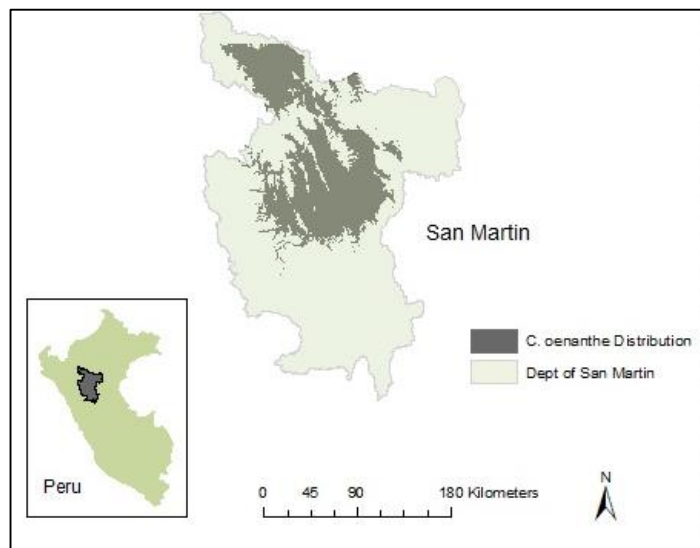 San Martin
C. oenanthe Distribution
Dept of San Martin
Peru
0 45 90 180 Kilometers
N